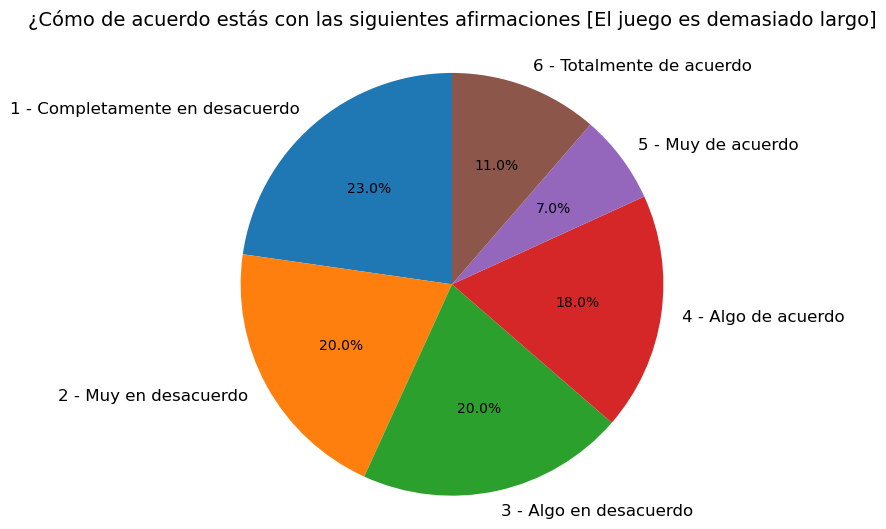 ¿Cómo de acuerdo estás con las siguientes afirmaciones [El juego es demasiado largo]
6 - Totalmente de acuerdo
1 - Completamente en desacuerdo
5 - Muy de acuerdo
11.0%
23.0%
7.0%
18.0%
4 - Algo de acuerdo
20.0%
2 - Muy en desacuerdo
20.0%
3 - Algo en desacuerdo